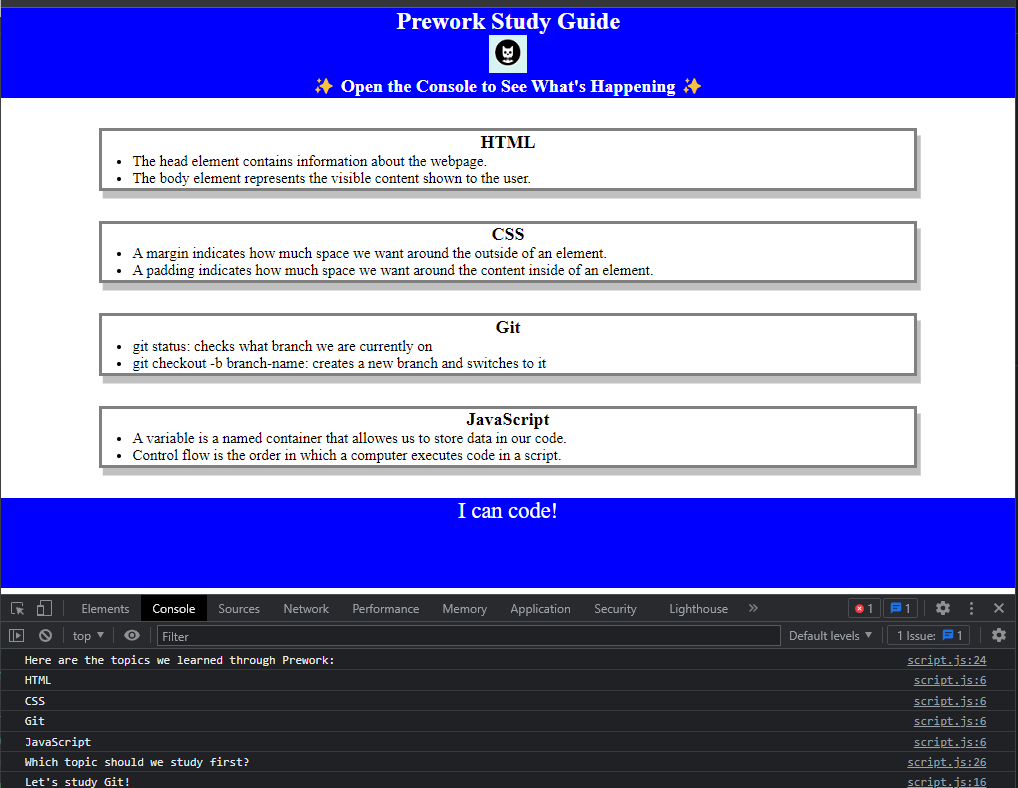 Prework Study Guide
✨ Open the Console to See What's Happening ✨
HTML
• The head element contains information about the webpage.
• The body element represents the visible content shown to the user.
CSS
• A margin indicates how much space we want around the outside of an element.
• A padding indicates how much space we want around the content inside of an element.
Git
• git status: checks what branch we are currently on
• git checkout -b branch-name: creates a new branch and switches to it
JavaScript
• A variable is a named container that allowes us to store data in our code.
• Control flow is the order in which a computer executes code in a script.
I can code!
Elements Console Sources Network Performance Memory Application Security Lighthouse » 1 1
top ▼ Filter Default levels ▼ 1 Issue: 1
Here are the topics we learned through Prework: script.js:24
HTML script.js:6
CSS script.js:6
Git script.js:6
JavaScript script.js:6
Which topic should we study first? script.js:26
Let's study Git! script.js:16